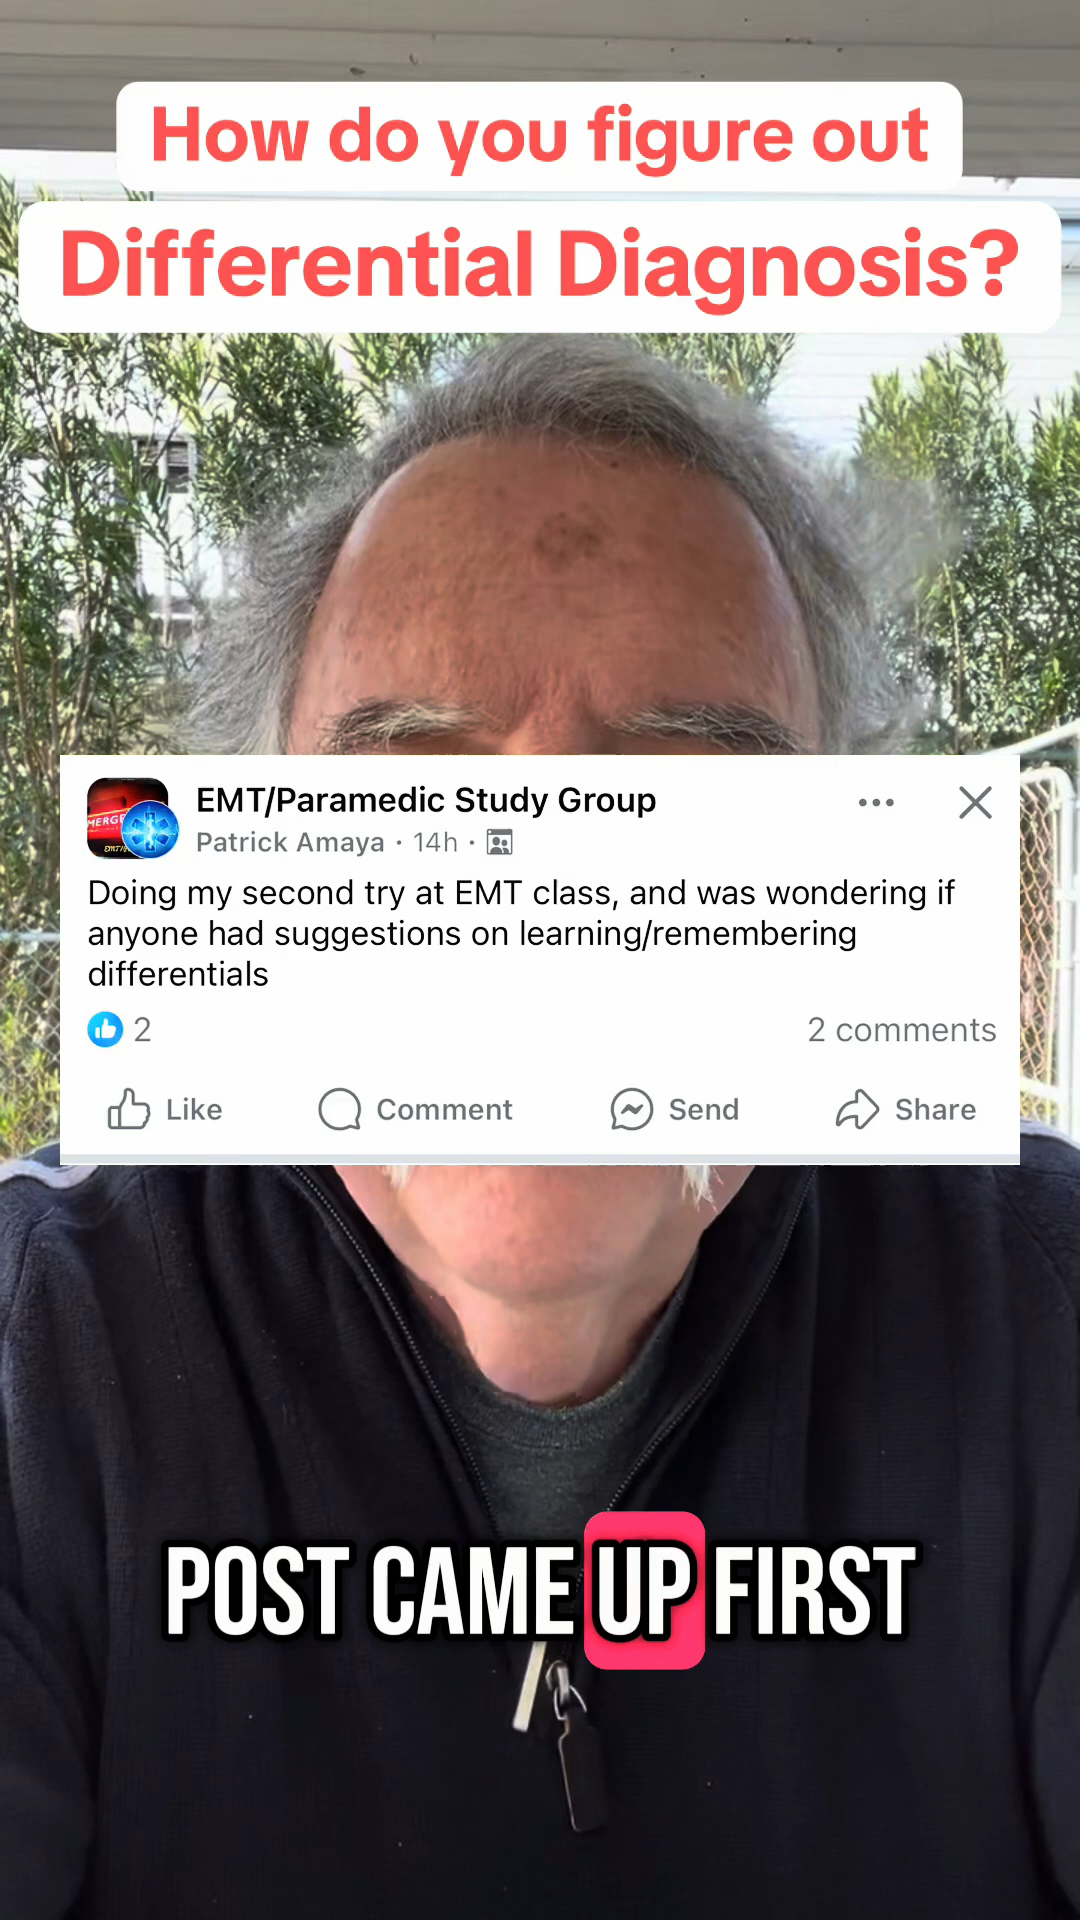 How do you figure out
Differential Diagnosis?
EMT/Paramedic Study Group
Patrick Amaya · 14h ·
Doing my second try at EMT class, and was wondering if
anyone had suggestions on learning/remembering
differentials
2
2 comments
Like
Comment
Send
Share
POST CAME UP FIRST